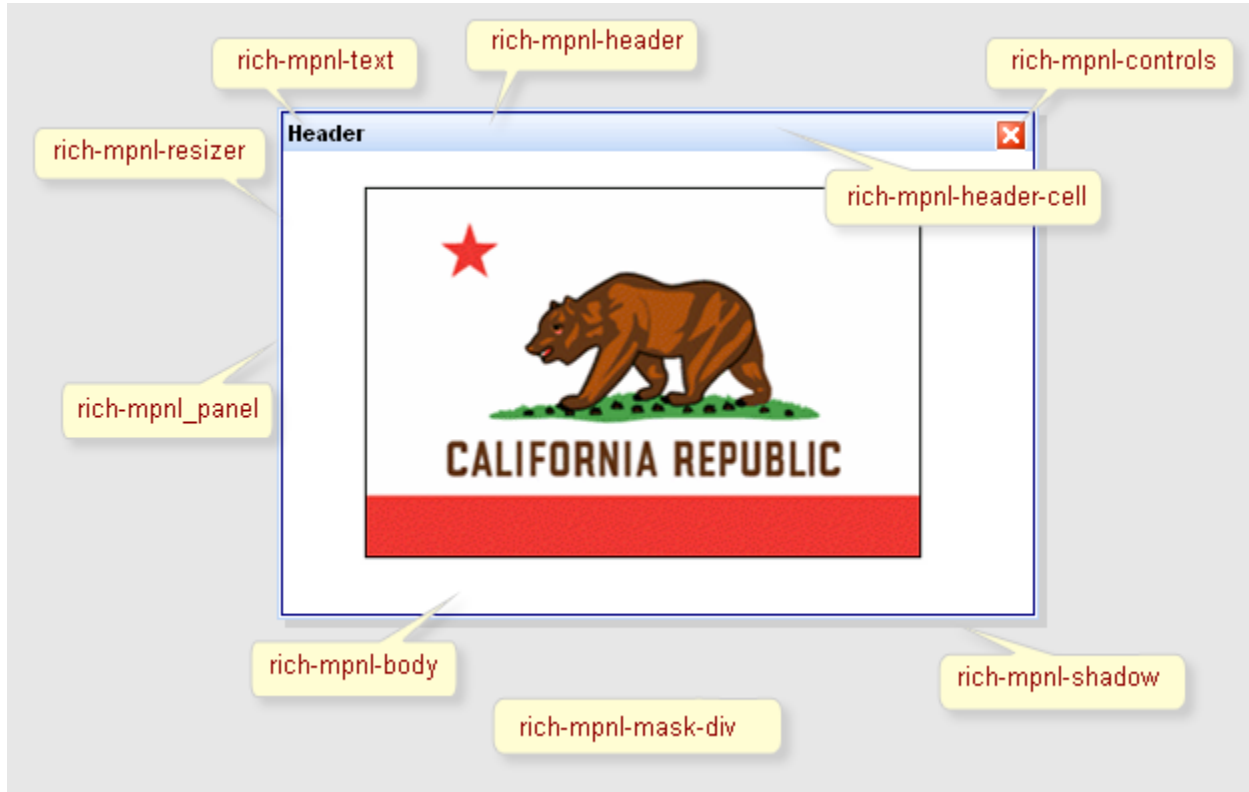 rich-mpnl-header
rich-mpnl-text
rich-mpnl-controls
Header
rich-mpnl-resizer
rich-mpnl-header-cell
rich-mpnl_panel
CALIFORNIA REPUBLIC
rich-mpnl-body
rich-mpnl-shadow
rich-mpnl-mask-div